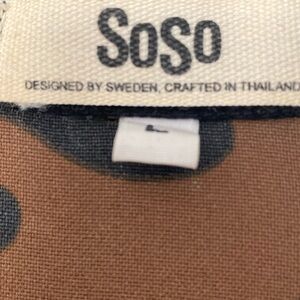 SoSo
DESIGNED BY SWEDEN, CRAFTED IN THAILAND
L